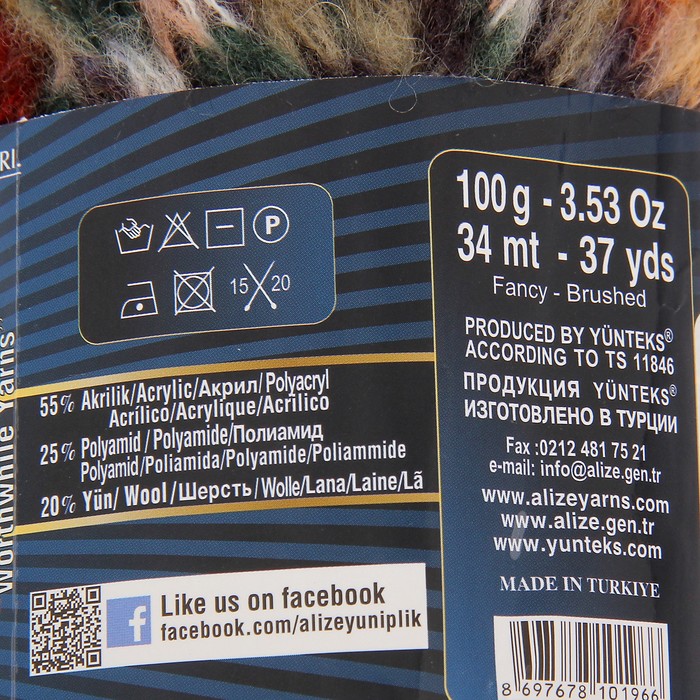 RI.
Worthwhile Yarns"
P
15 20
55% Akrilik/Acrylic/Акрил/Polyacryl
Acrilico/Acrylique/Acrílico
25% Polyamid / Polyamide/Полиамид
Polyamid/Poliamida/Polyamide/Poliammide
20% Yün/ Wool /Шерсть/Wolle/Lana/Laine/Lã
Like us on facebook
facebook.com/alizeyuniplik
100 g - 3.53 Oz
34 mt - 37 yds
Fancy - Brushed
PRODUCED BY YÜNTEKS®
ACCORDING TO TS 11846
ПРОДУКЦИЯ YÜNTEKS®
ИЗГОТОВЛЕНО В ТУРЦИИ
Fax :0212 481 75 21
e-mail: info@alize.gen.tr
www.alizeyarns.com
www.alize.gen.tr
www.yunteks.com
MADE IN TURKIYE
8 697678 101966